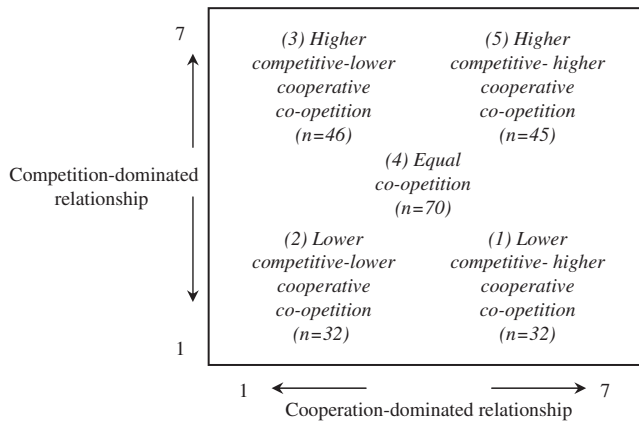 7
(3) Higher
competitive-lower
cooperative
co-opetition
(n=46)
(5) Higher
competitive- higher
cooperative
co-opetition
(n=45)
Competition-dominated
relationship
(4) Equal
co-opetition
(n=70)
(2) Lower
competitive-lower
cooperative
co-opetition
(n=32)
(1) Lower
competitive- higher
cooperative
co-opetition
(n=32)
1
1
7
Cooperation-dominated relationship